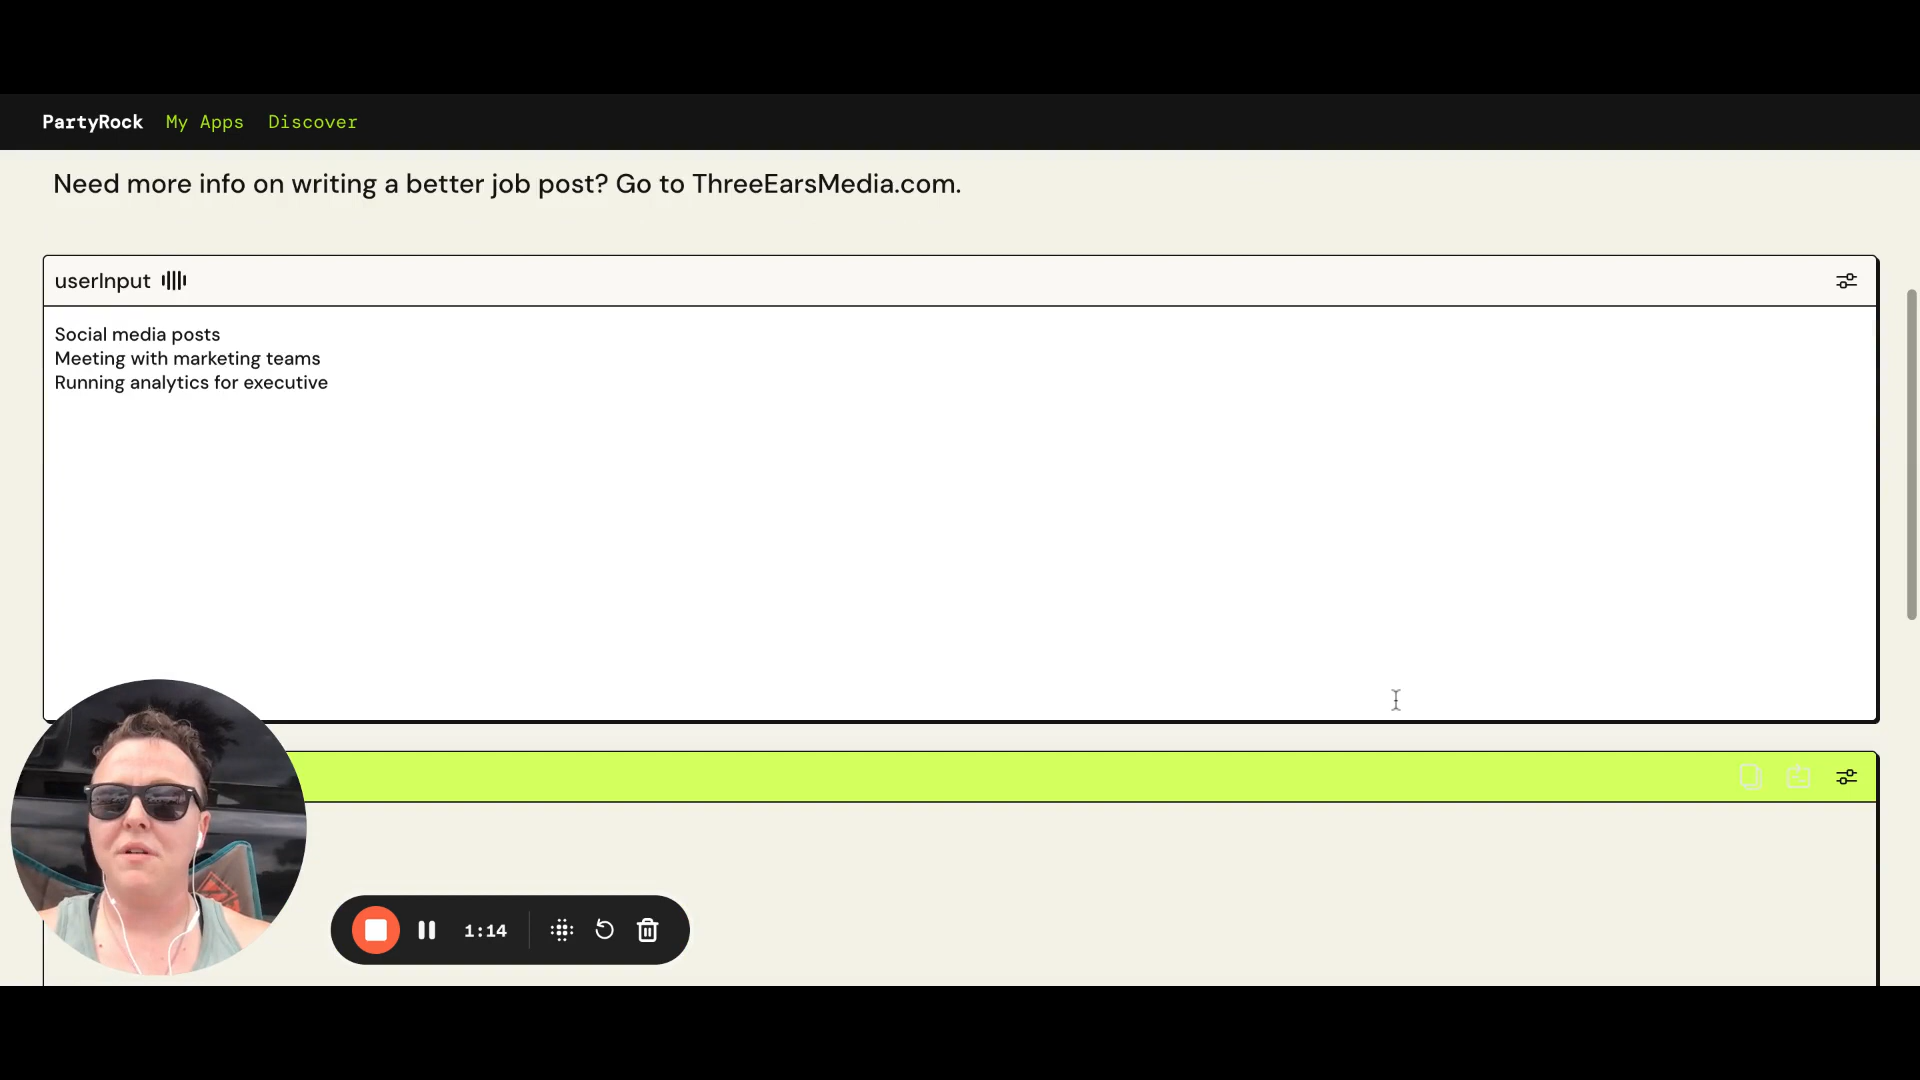 PartyRock My Apps Discover
Need more info on writing a better job post? Go to ThreeEarsMedia.com.
userInput
Social media posts
Meeting with marketing teams
Running analytics for executive
1:14